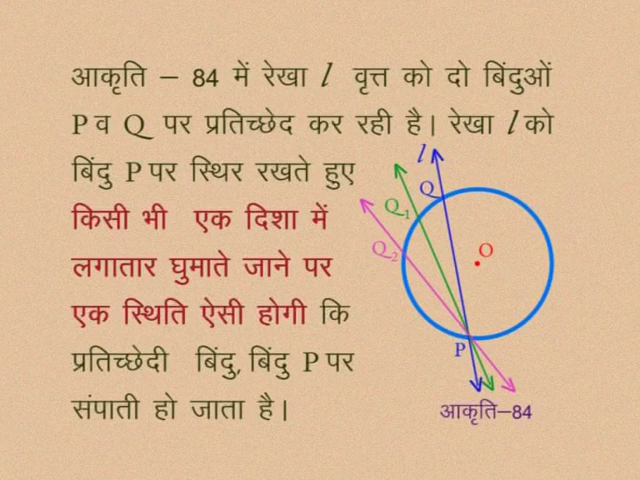 आकृति – 84 में रेखा l वृत्त को दो बिंदुओं
P व Q पर प्रतिच्छेद कर रही है। रेखा l को
बिंदु P पर स्थिर रखते हुए
किसी भी एक दिशा में
लगातार घुमाते जाने पर
एक स्थिति ऐसी होगी कि
प्रतिच्छेदी बिंदु, बिंदु P पर
संपाती हो जाता है।
l
Q
Q₁
Q₂
O
P
आकृति–84